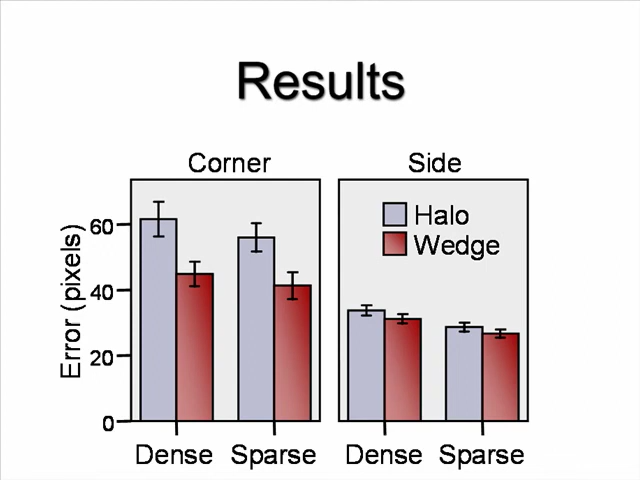 Results
Corner
Side
Halo
Wedge
Error (pixels)
60
40
20
0
Dense Sparse Dense Sparse